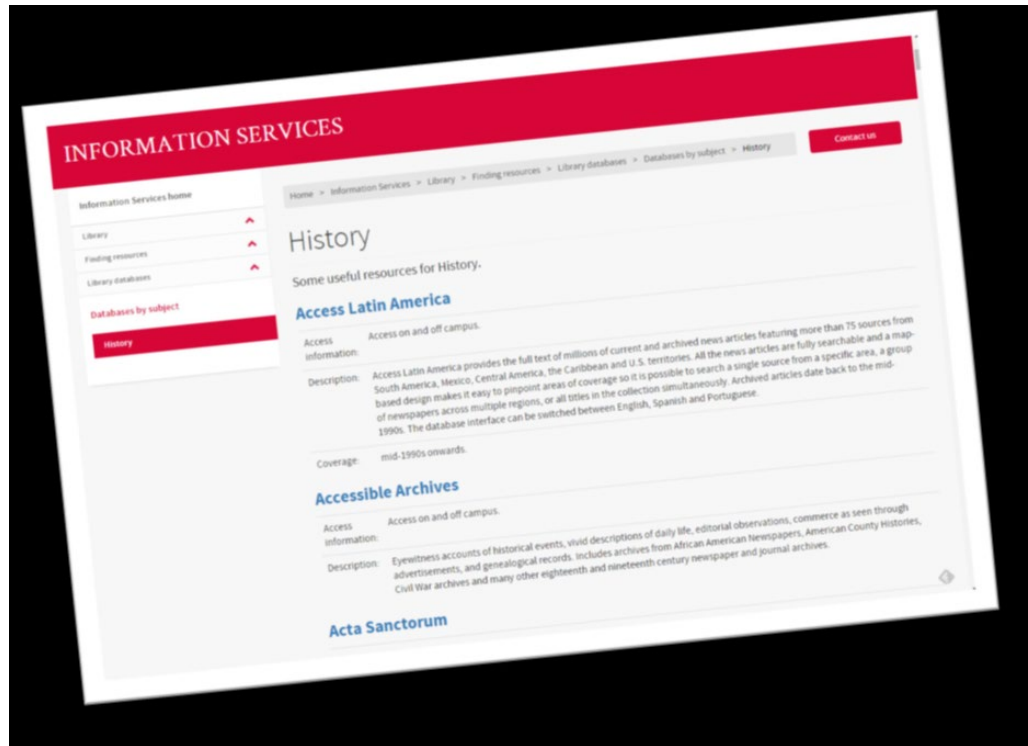 INFORMATION SERVICES
Information Services home
Library
Finding resources
Library databases
Databases by subject
History
Home > Information Services > Library > Finding resources > Library databases > Databases by subject > History
Contact us
History
Some useful resources for History.
Access Latin America
Access information: Access on and off campus.
Description: Access Latin America provides the full text of millions of current and archived news articles featuring more than 75 sources from
South America, Mexico, Central America, the Caribbean and U.S. territories. All the news articles are fully searchable and a map-
based design makes it easy to pinpoint areas of coverage so it is possible to search a single source from a specific area, a group
of newspapers across multiple regions, or all titles in the collection simultaneously. Archived articles date back to the mid-
1990s. The database interface can be switched between English, Spanish and Portuguese.
Coverage: mid-1990s onwards.
Accessible Archives
Access information: Access on and off campus.
Description: Eyewitness accounts of historical events, vivid descriptions of daily life, editorial observations, commerce as seen through
advertisements, and genealogical records. Includes archives from African American Newspapers, American County Histories,
Civil War archives and many other eighteenth and nineteenth century newspaper and journal archives.
Acta Sanctorum